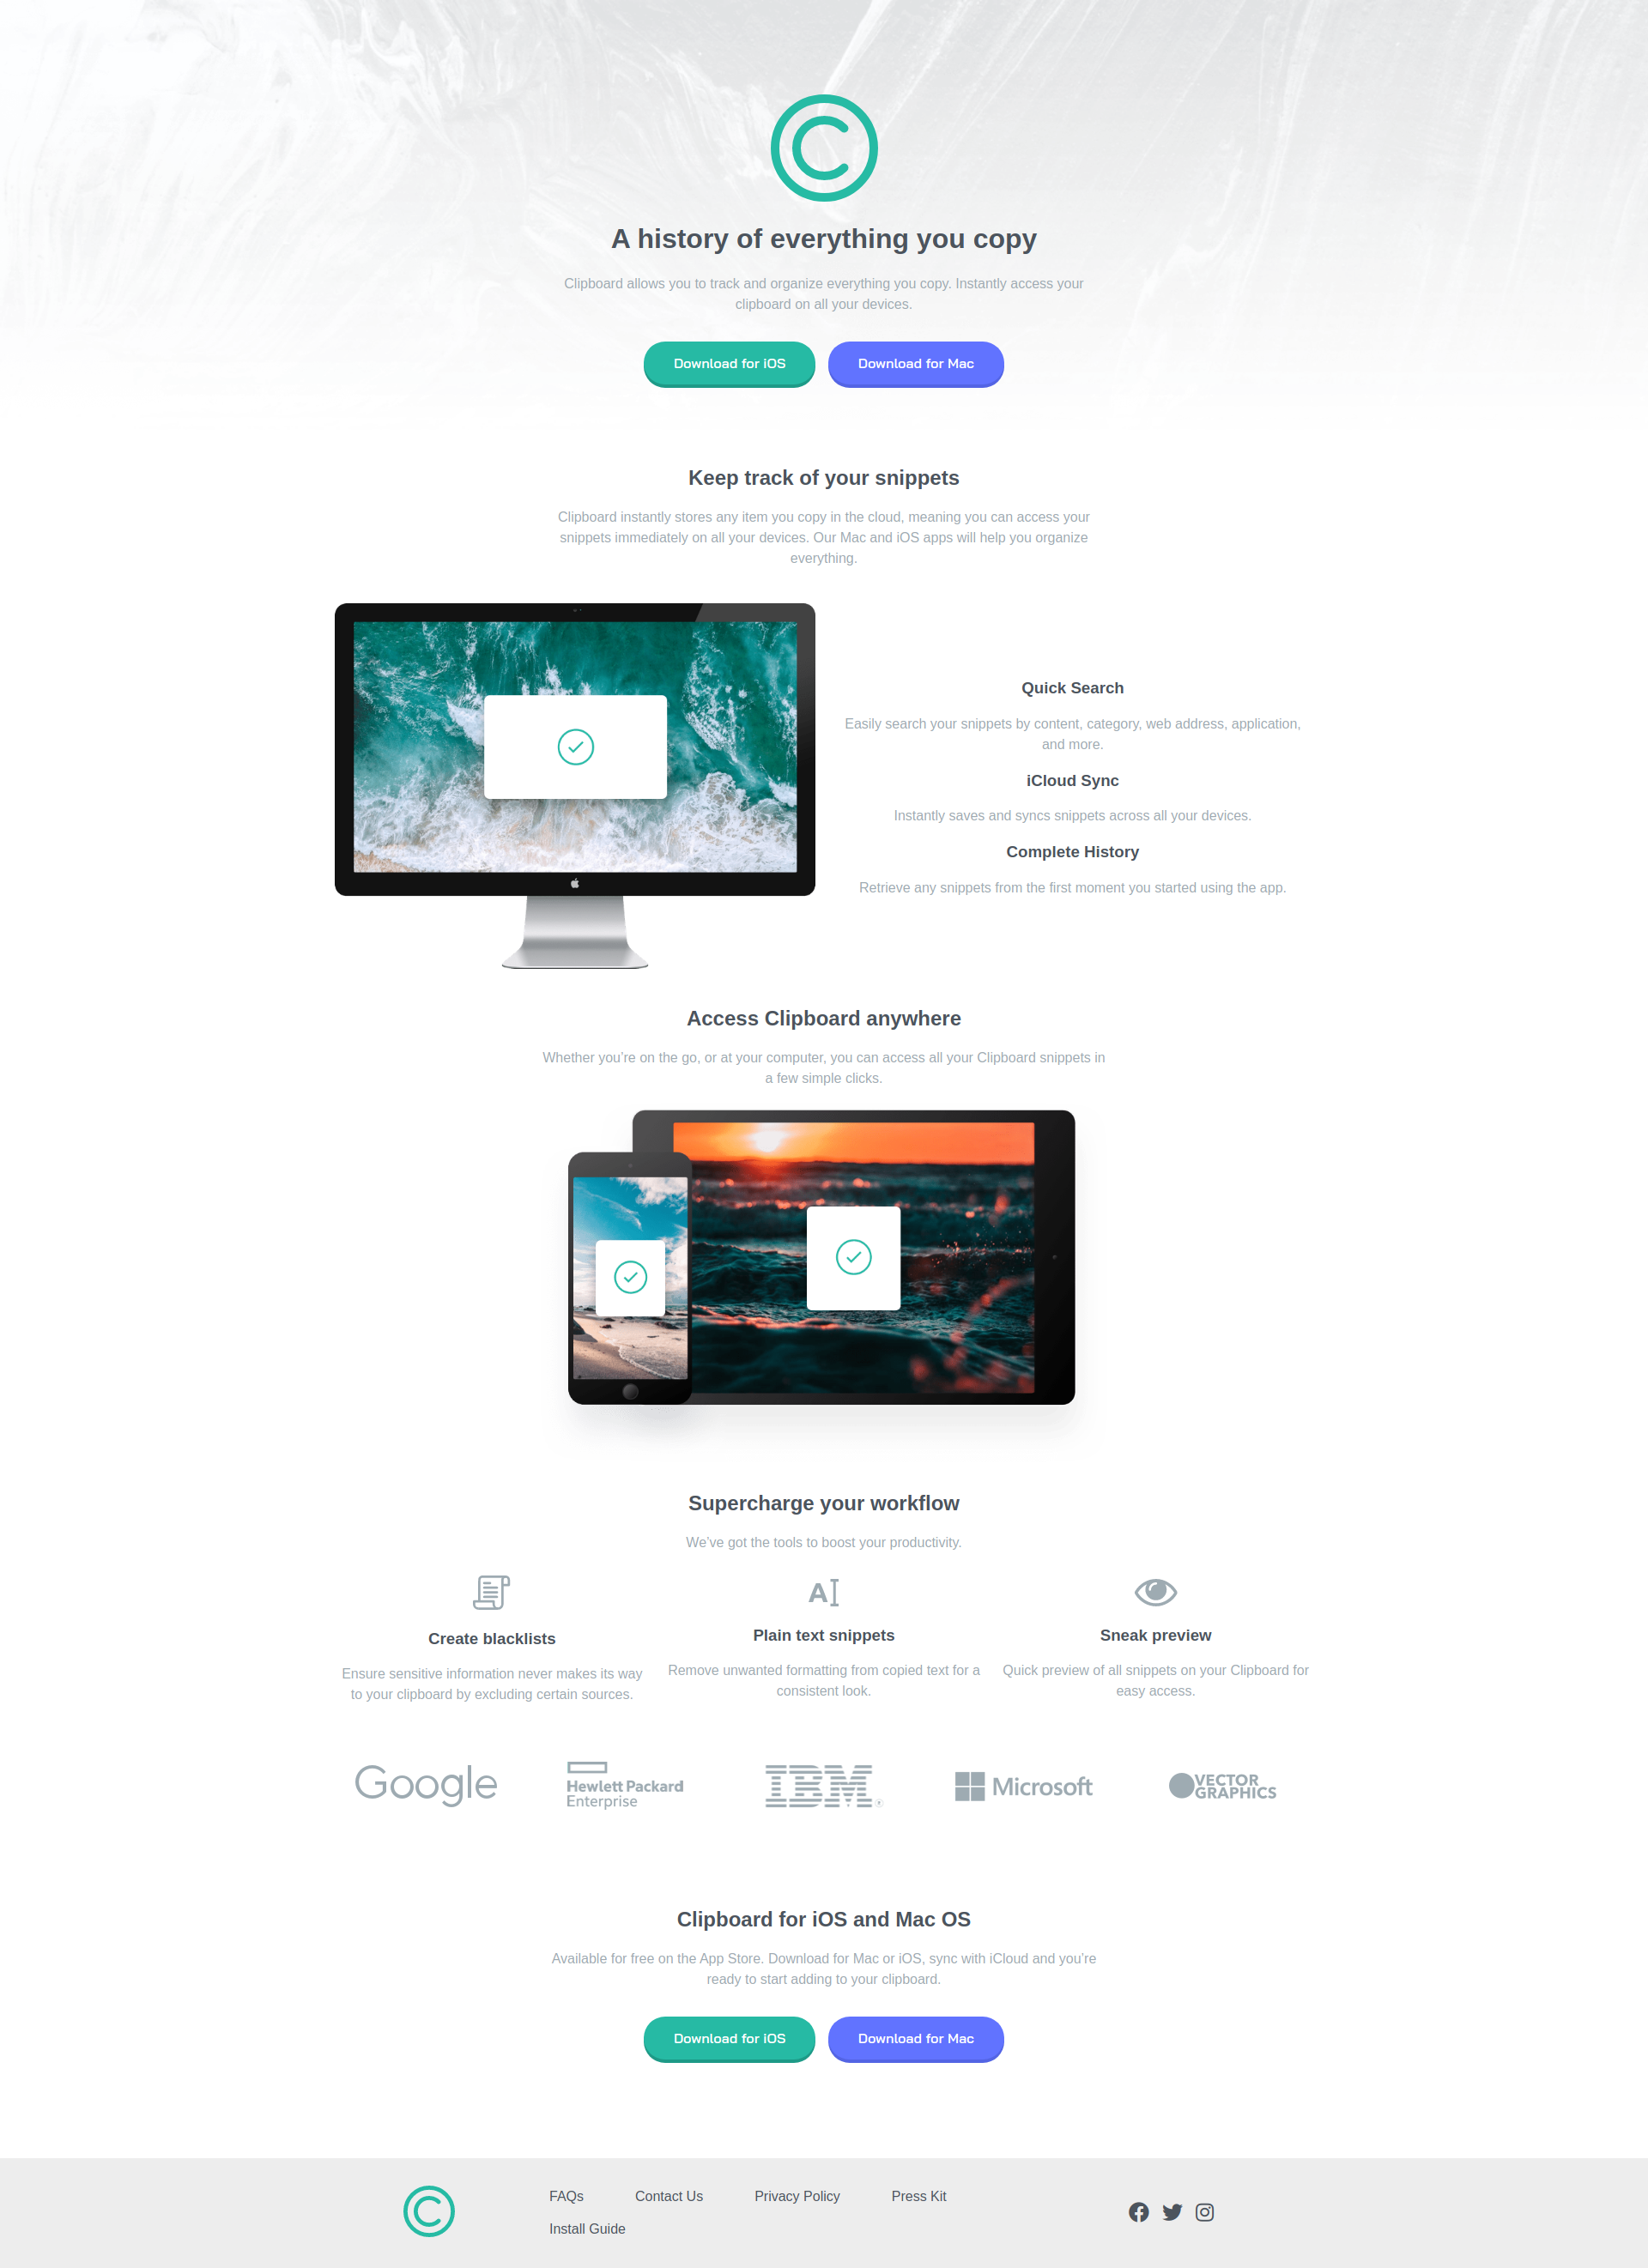 A history of everything you copy
Clipboard allows you to track and organize everything you copy. Instantly access your
clipboard on all your devices.
Download for iOS
Download for Mac
Keep track of your snippets
Clipboard instantly stores any item you copy in the cloud, meaning you can access your
snippets immediately on all your devices. Our Mac and iOS apps will help you organize
everything.
Quick Search
Easily search your snippets by content, category, web address, application,
and more.
iCloud Sync
Instantly saves and syncs snippets across all your devices.
Complete History
Retrieve any snippets from the first moment you started using the app.
Access Clipboard anywhere
Whether you’re on the go, or at your computer, you can access all your Clipboard snippets in
a few simple clicks.
Supercharge your workflow
We’ve got the tools to boost your productivity.
A
Create blacklists
Ensure sensitive information never makes its way
to your clipboard by excluding certain sources.
Plain text snippets
Remove unwanted formatting from copied text for a
consistent look.
Sneak preview
Quick preview of all snippets on your Clipboard for
easy access.
Google
Hewlett Packard
Enterprise
IBM
Microsoft
VECTOR
GRAPHICS
Clipboard for iOS and Mac OS
Available for free on the App Store. Download for Mac or iOS, sync with iCloud and you’re
ready to start adding to your clipboard.
Download for iOS
Download for Mac
FAQs
Contact Us
Privacy Policy
Press Kit
Install Guide